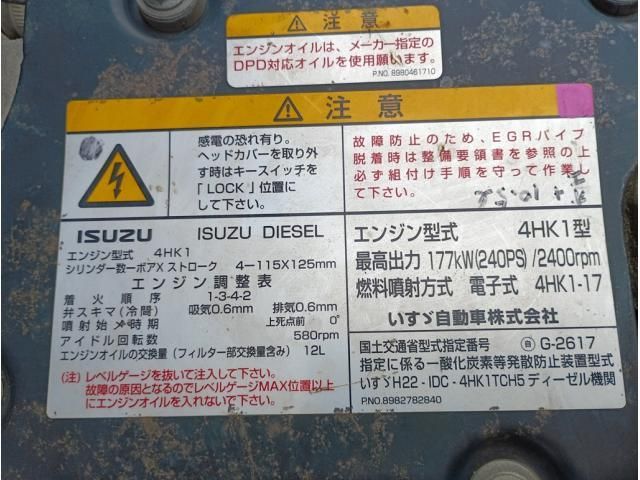 注意
エンジンオイルは、メーカー指定の
DPD対応オイルを使用願います。
P.NO. 8980461710
注意
感電の恐れ有り。
ヘッドカバーを取り外
す時はキースイッチを
「LOCK」位置に
して下さい。
故障防止のため、EGRパイプ
脱着時は整備要領書を参照の上
必ず組付け手順を守って作業し
て下さい。
ISUZU ISUZU DIESEL
エンジン型式 4HK1
シリンダー数ーボアX ストローク 4-115X125mm
エンジン調整表
着火順序 1-3-4-2
弁スキマ(冷間) 吸気0.6mm 排気0.6mm
噴射始メ時期 上死点前 0°
アイドル回転数 580rpm
エンジンオイルの交換量(フィルター部交換量含み) 12L
(注) レベルゲージを抜いて注入して下さい。
故障の原因となるのでレベルゲージMAX位置以上
にエンジンオイルを入れないで下さい。
エンジン型式 4HK1型
最高出力 177kW(240PS)/2400rpm
燃料噴射方式 電子式 4HK1-17
いすゞ自動車株式会社
国土交通省型式指定番号 自 G-2617
指定に係る一酸化炭素等発散防止装置型式
いすゞH22-IDC-4HK1TCH5 ディーゼル機関
P.NO. 8982782840